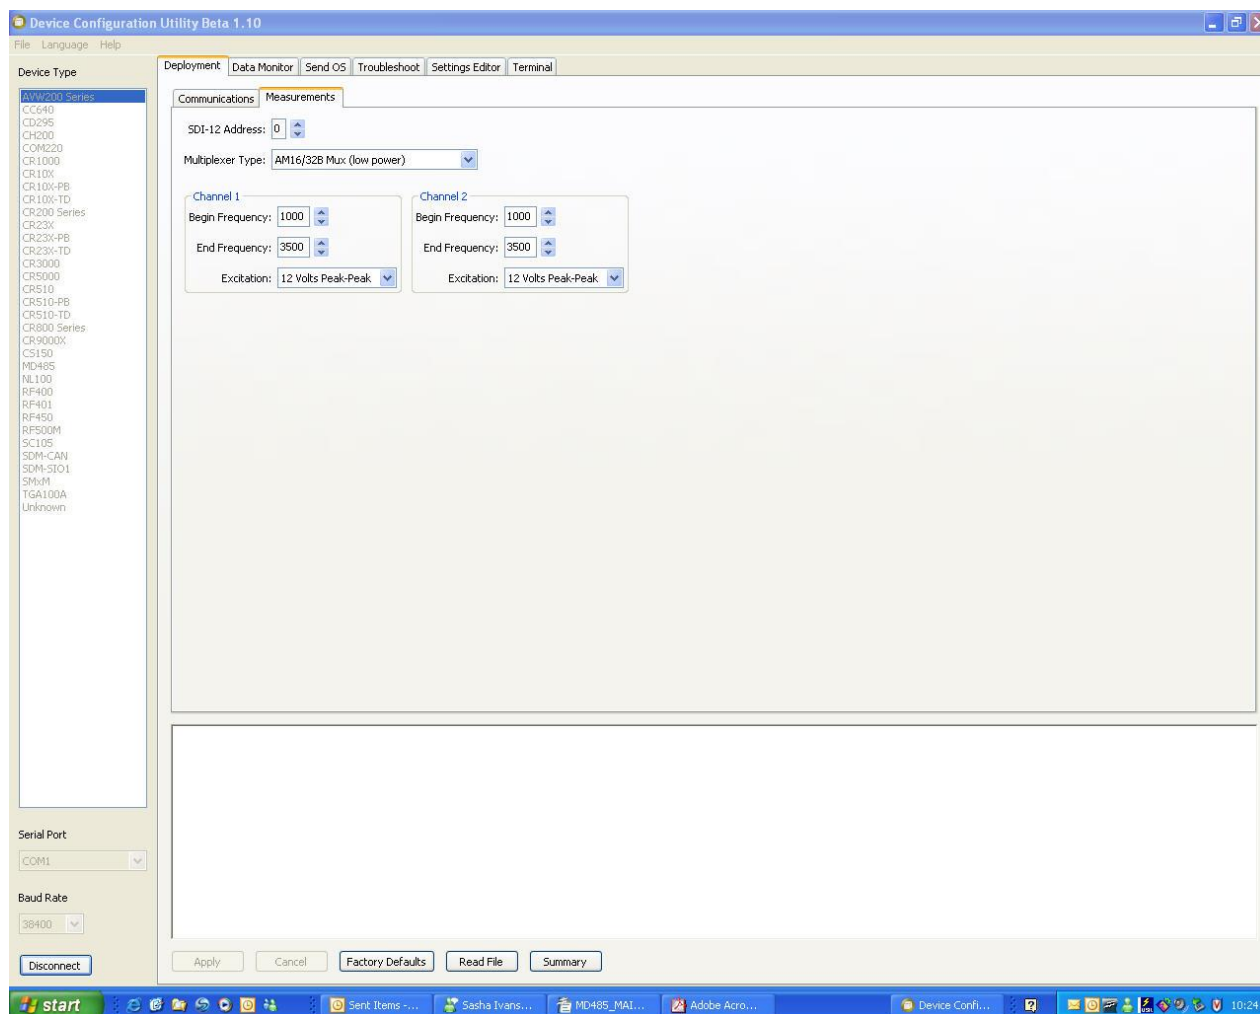 Device Configuration Utility Beta 1.10
File Language Help
Device Type
AVW200 Series
CC640
CD295
CH200
COM220
CR1000
CR10X
CR10X-PB
CR10X-TD
CR200 Series
CR23X
CR23X-PB
CR23X-TD
CR3000
CR5000
CR510
CR510-PB
CR510-TD
CR800 Series
CR9000X
CS150
MD485
NL100
RF400
RF401
RF450
RF500M
SC105
SDM-CAN
SDM-SIO1
SMxM
TGA100A
Unknown
Serial Port
COM1
Baud Rate
38400
Disconnect
Deployment Data Monitor Send OS Troubleshoot Settings Editor Terminal
Communications Measurements
SDI-12 Address: 0
Multiplexer Type: AM16/32B Mux (low power)
Channel 1
Begin Frequency: 1000
End Frequency: 3500
Excitation: 12 Volts Peak-Peak
Channel 2
Begin Frequency: 1000
End Frequency: 3500
Excitation: 12 Volts Peak-Peak
Apply Cancel Factory Defaults Read File Summary
start Sent Items -... Sasha Ivans... MD485_MAI... Adobe Acro... Device Confi... 10:24